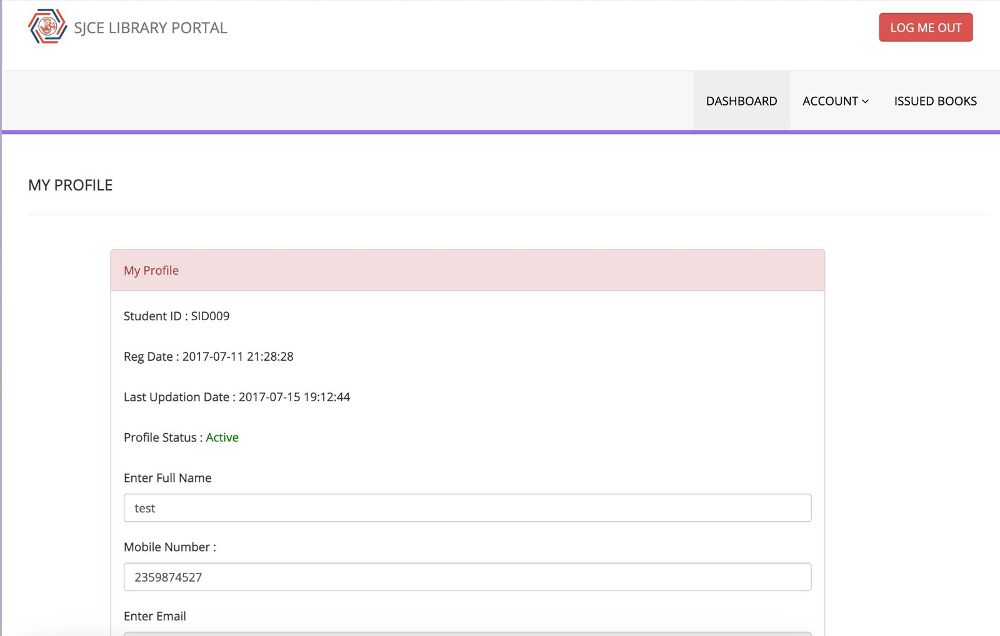 SJCE LIBRARY PORTAL
LOG ME OUT
DASHBOARD ACCOUNT ISSUED BOOKS
MY PROFILE
My Profile
Student ID : SID009
Reg Date : 2017-07-11 21:28:28
Last Updation Date : 2017-07-15 19:12:44
Profile Status : Active
Enter Full Name
test
Mobile Number :
2359874527
Enter Email